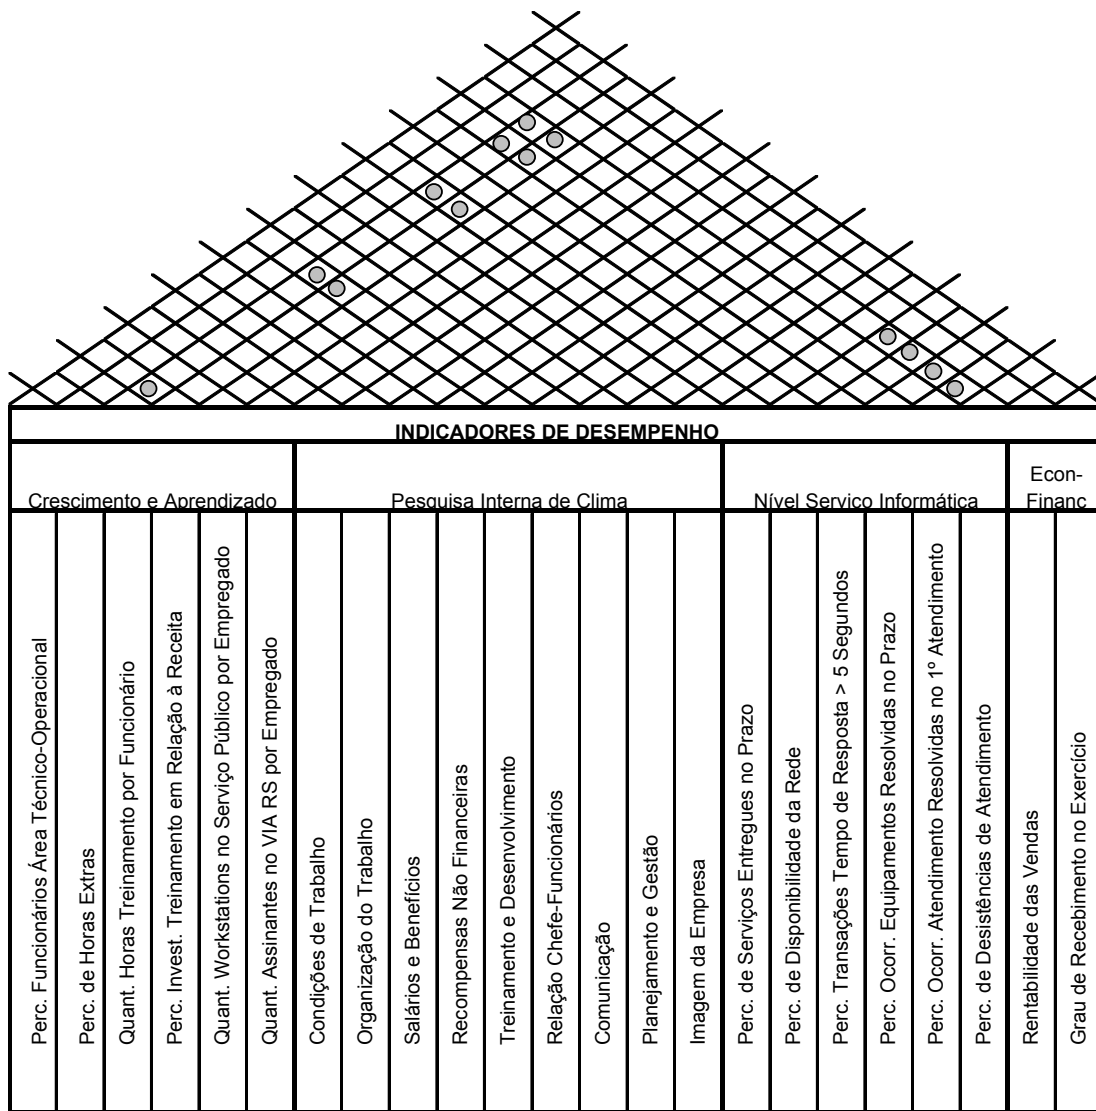 INDICADORES DE DESEMPENHO
Crescimento e Aprendizado
Pesquisa Interna de Clima
Nível Serviço Informática
Econ-
Financ
Perc. Funcionários Área Técnico-Operacional
Perc. de Horas Extras
Quant. Horas Treinamento por Funcionário
Perc. Invest. Treinamento em Relação à Receita
Quant. Workstations no Serviço Público por Empregado
Quant. Assinantes no VIA RS por Empregado
Condições de Trabalho
Organização do Trabalho
Salários e Benefícios
Recompensas Não Financeiras
Treinamento e Desenvolvimento
Relação Chefe-Funcionários
Comunicação
Planejamento e Gestão
Imagem da Empresa
Perc. de Serviços Entregues no Prazo
Perc. de Disponibilidade da Rede
Perc. Transações Tempo de Resposta > 5 Segundos
Perc. Ocorr. Equipamentos Resolvidas no Prazo
Perc. Ocorr. Atendimento Resolvidas no 1º Atendimento
Perc. de Desistências de Atendimento
Rentabilidade das Vendas
Grau de Recebimento no Exercício